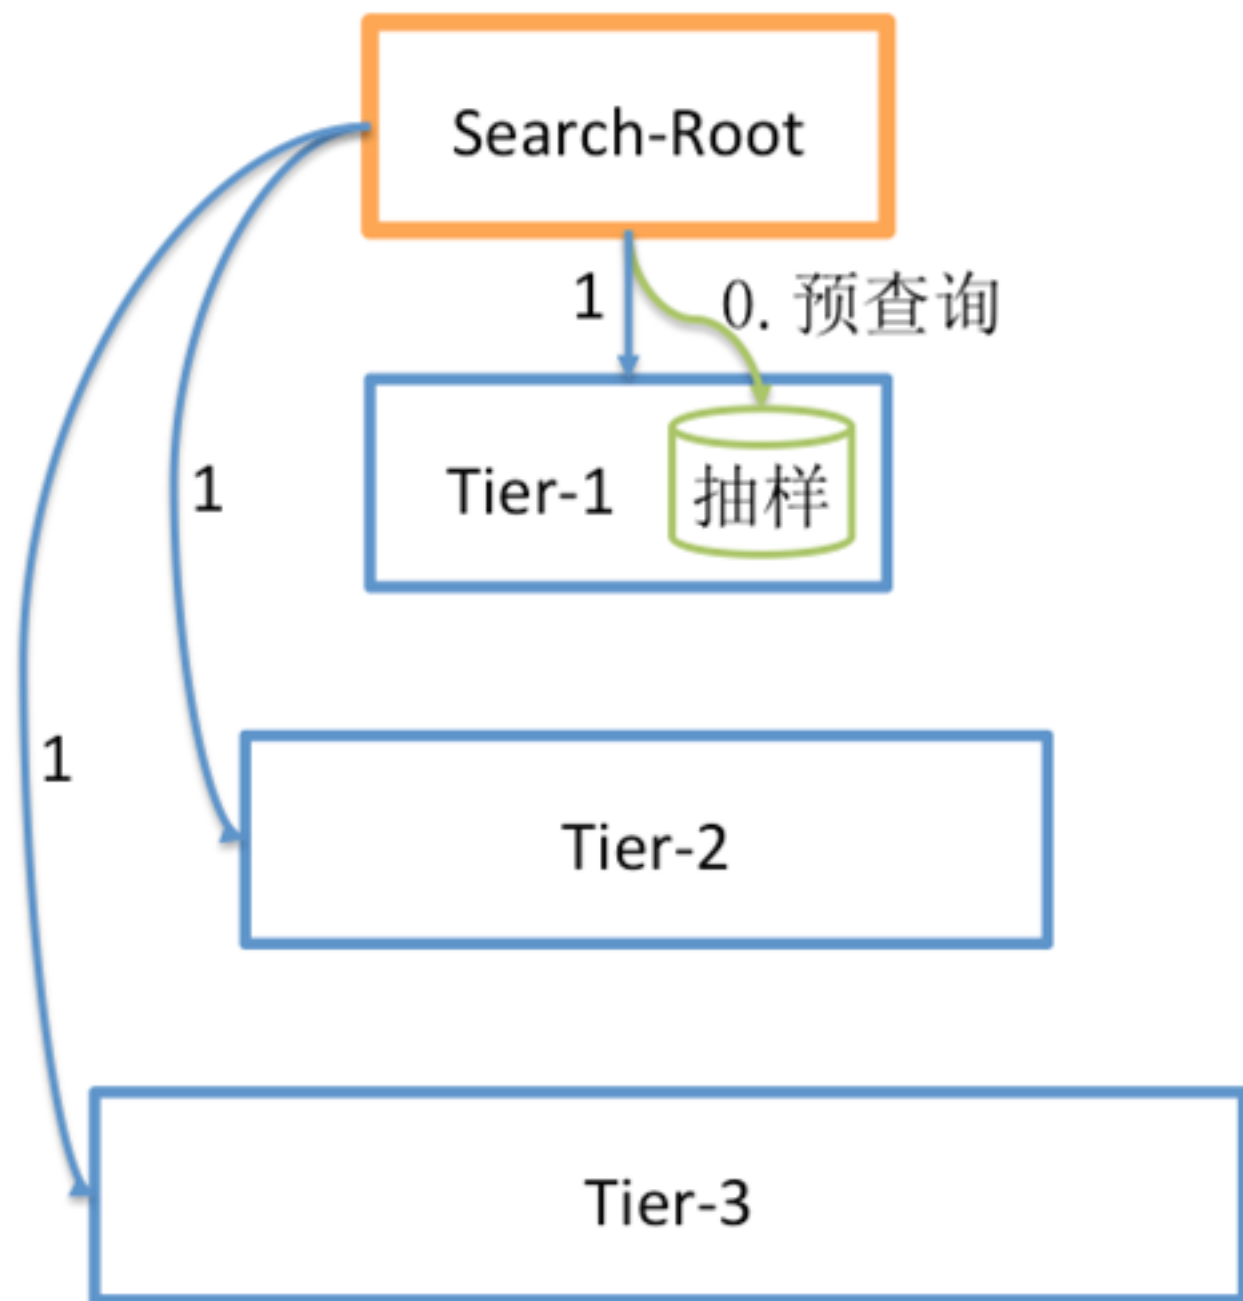 Search-Root
1
0. 预查询
Tier-1
抽样
1
1
Tier-2
Tier-3